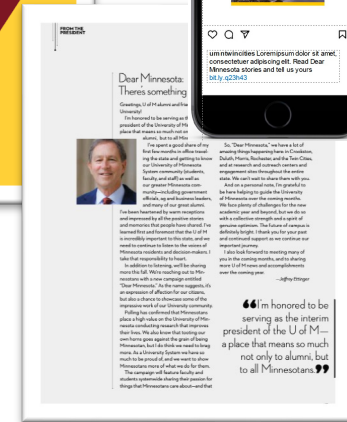 FROM THE
PRESIDENT
Dear Minnesota:
There's something
Greetings, U of M alumni and
University!
I'm honored to be serving as
president of the University of
place that means so much not
alumni, but to all
I've spent a good share of my
first few months in office travel-
ing the state and getting to know
our University of Minnesota
System community (students,
faculty, and staff) as well as
our greater Minnesota com-
munity—including government
officials, ag and business leaders,
and many of our great alumni.
I've been heartened by warm receptions
and impressed by all the positive stories
and memories that people have shared. I've
learned first and foremost that the U of M
is incredibly important to this state, and we
need to continue to listen to the voices of
Minnesota residents and decision-makers. I
take that responsibility to heart.
In addition to listening, we'll be sharing
more this fall. We're reaching out to Min-
nesotans with a new campaign entitled
"Dear Minnesota." As the name suggests, it's
an expression of affection for our citizens,
but also a chance to showcase some of the
impressive work of our University community.
Polling has confirmed that Minnesotans
place a high value on the University of Min-
nesota conducting research that improves
their lives. We also know that tooting our
own horns goes against the grain of being
Minnesotan, but I do think we need to brag
more. As a University System we have so
much to be proud of, and we want to show
Minnesotans more of what we do for them.
The campaign will feature faculty and
students systemwide sharing their passion for
things that Minnesotans care about—and that
So, "Dear Minnesota," we have a lot of
amazing things happening here in Crookston,
Duluth, Morris, Rochester, and the Twin Cities,
and at research and outreach centers and
engagement sites throughout the entire
state. We can't wait to share them with you.
And on a personal note, I'm grateful to
be here helping to guide the University
of Minnesota over the coming months.
We face plenty of challenges for the new
academic year and beyond, but we do so
with a collective strength and a spirit of
genuine optimism. The future of campus is
definitely bright. I thank you for your past
and continued support as we continue our
important journey.
I also look forward to meeting many of
you in the coming months, and to sharing
more U of M news and accomplishments
over the coming year.
—Jeffrey Ettinger
“I'm honored to be
serving as the interim
president of the U of M—
a place that means so much
not only to alumni, but
to all Minnesotans.”
umntwincities Loremipsum dolor sit amet,
consectetuer adipiscing elit. Read Dear
Minnesota stories and tell us yours
bit.ly.q23h43